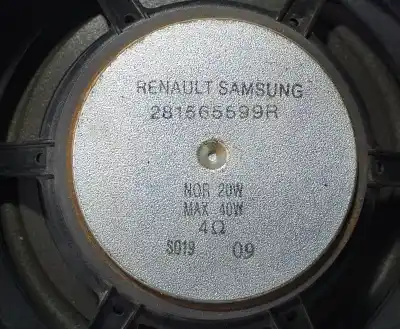 RENAULT SAMSUNG
281565599R
NOR 20W
MAX 40W
4Ω
S019 09